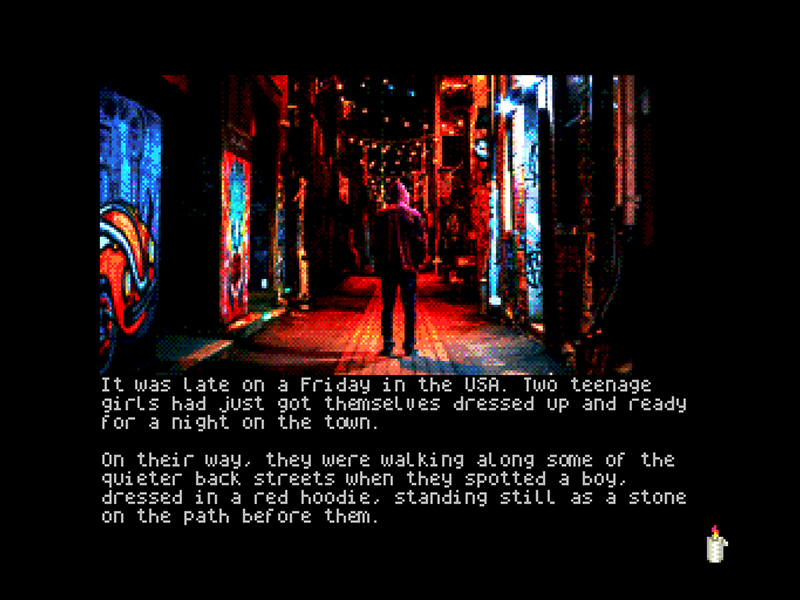 It was late on a Friday in the USA. Two teenage
girls had just got themselves dressed up and ready
for a night on the town.
On their way, they were walking along some of the
quieter back streets when they spotted a boy,
dressed in a red hoodie, standing still as a stone
on the path before them.